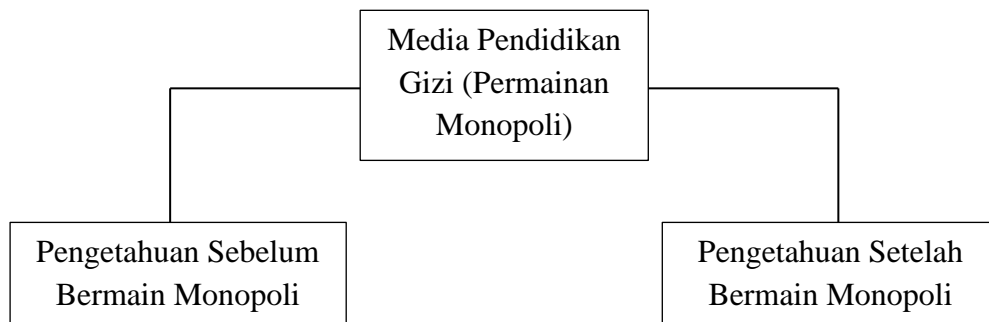 Media Pendidikan
Gizi (Permainan
Monopoli)
Pengetahuan Sebelum
Bermain Monopoli
Pengetahuan Setelah
Bermain Monopoli